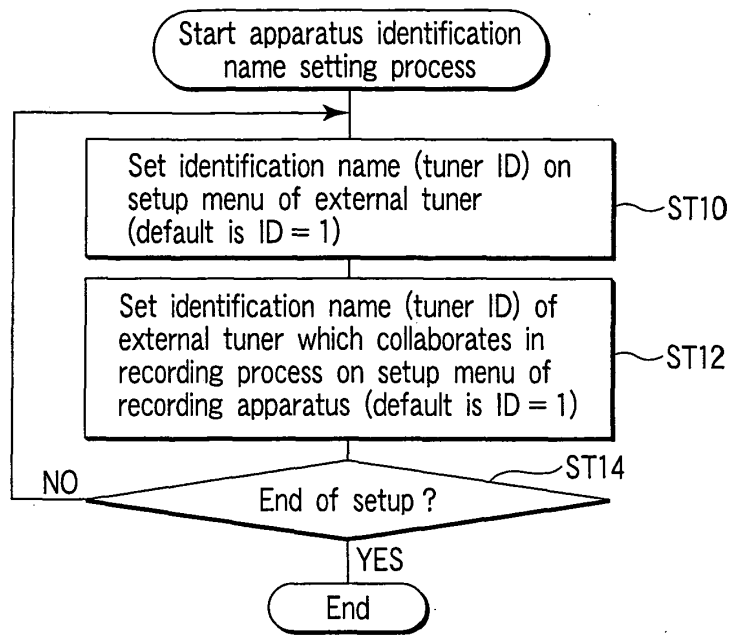 Start apparatus identification
name setting process
Set identification name (tuner ID) on
setup menu of external tuner
(default is ID = 1)
ST10
Set identification name (tuner ID) of
external tuner which collaborates in
recording process on setup menu of
recording apparatus (default is ID = 1)
ST12
ST14
NO
End of setup ?
YES
End